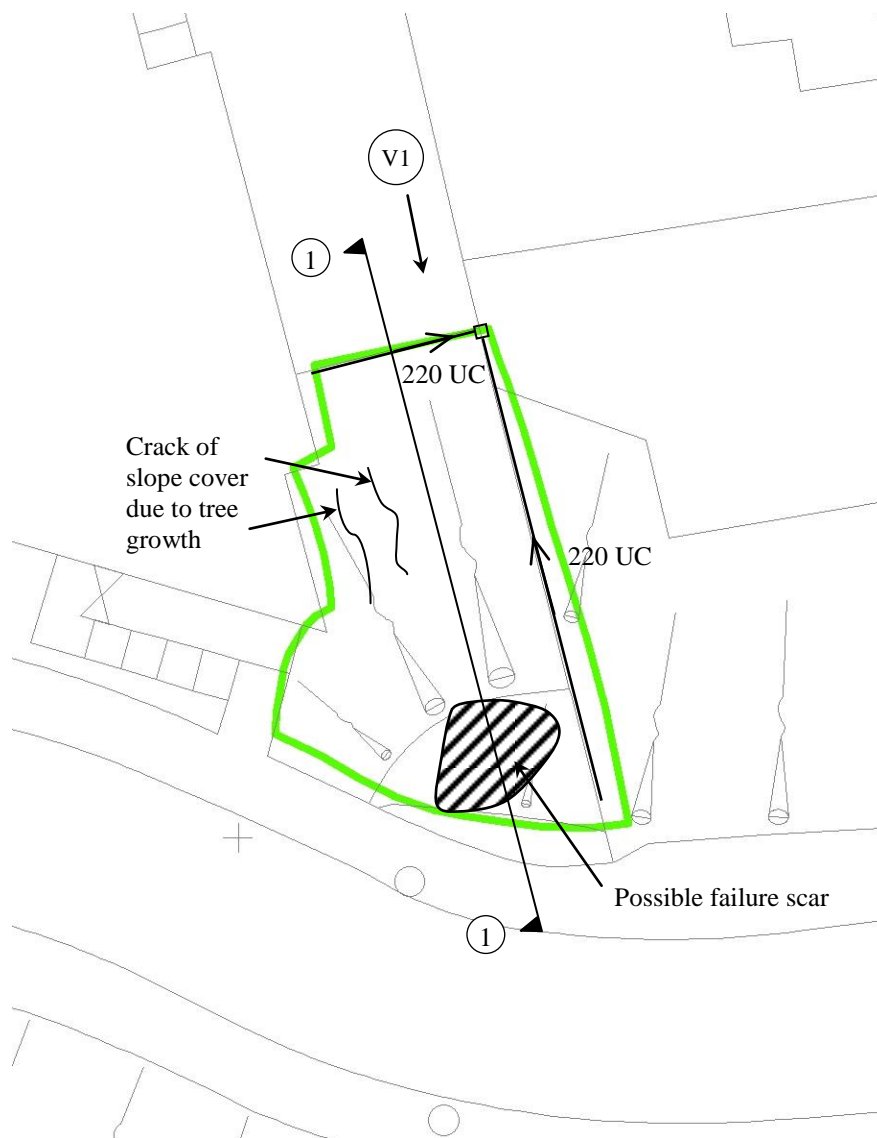 V1
1
220 UC
Crack of
slope cover
due to tree
growth
220 UC
Possible failure scar
1